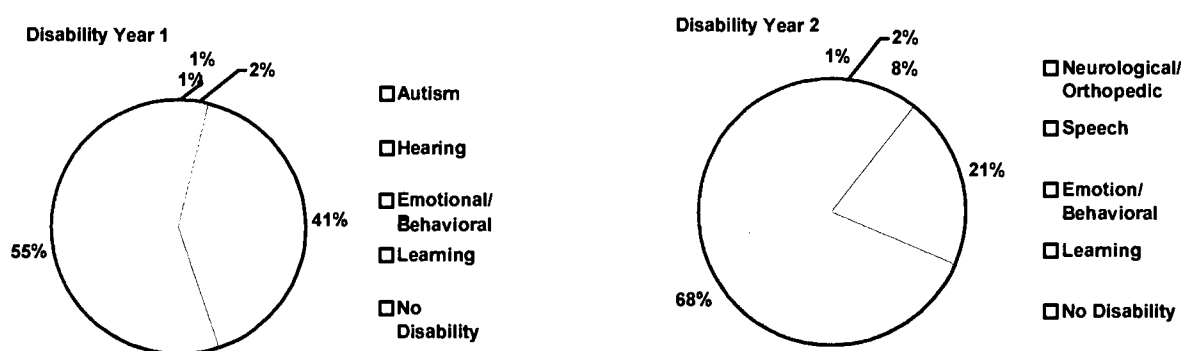 Disability Year 1
1%
1%
2%
41%
55%
Autism
Hearing
Emotional/
Behavioral
Learning
No
Disability
Disability Year 2
1%
2%
8%
21%
68%
Neurological/
Orthopedic
Speech
Emotion/
Behavioral
Learning
No Disability